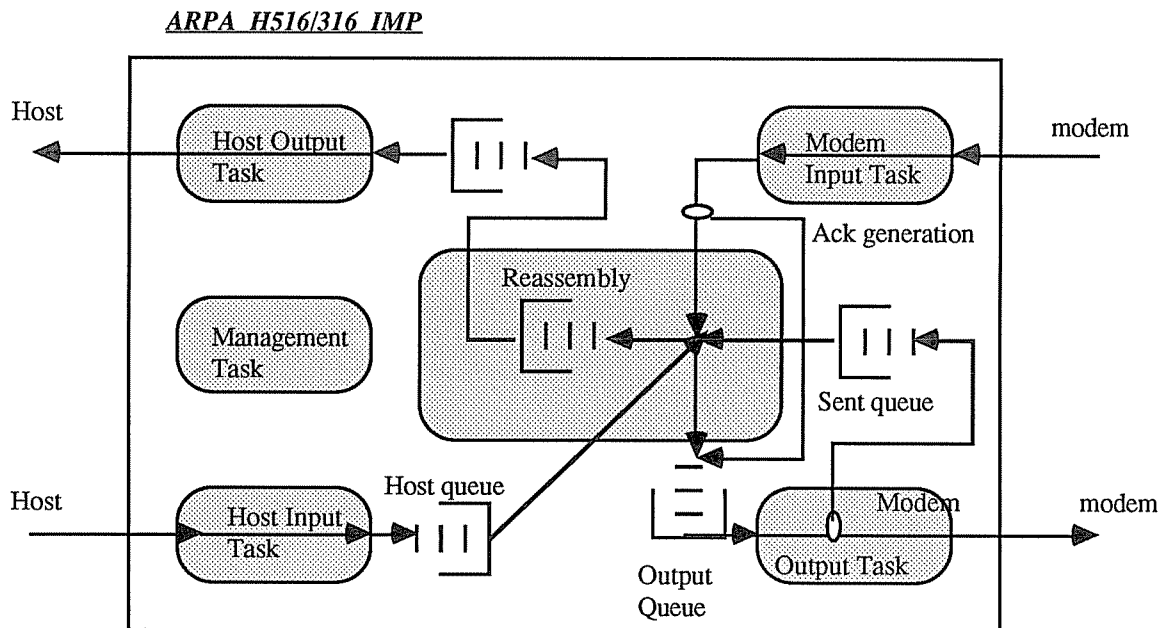 ARPA H516/316 IMP
Host
Host Output
Task
Modem
Input Task
modem
Ack generation
Reassembly
Management
Task
Sent queue
Host
Host Input
Task
Host queue
Modem
Output Task
modem
Output
Queue